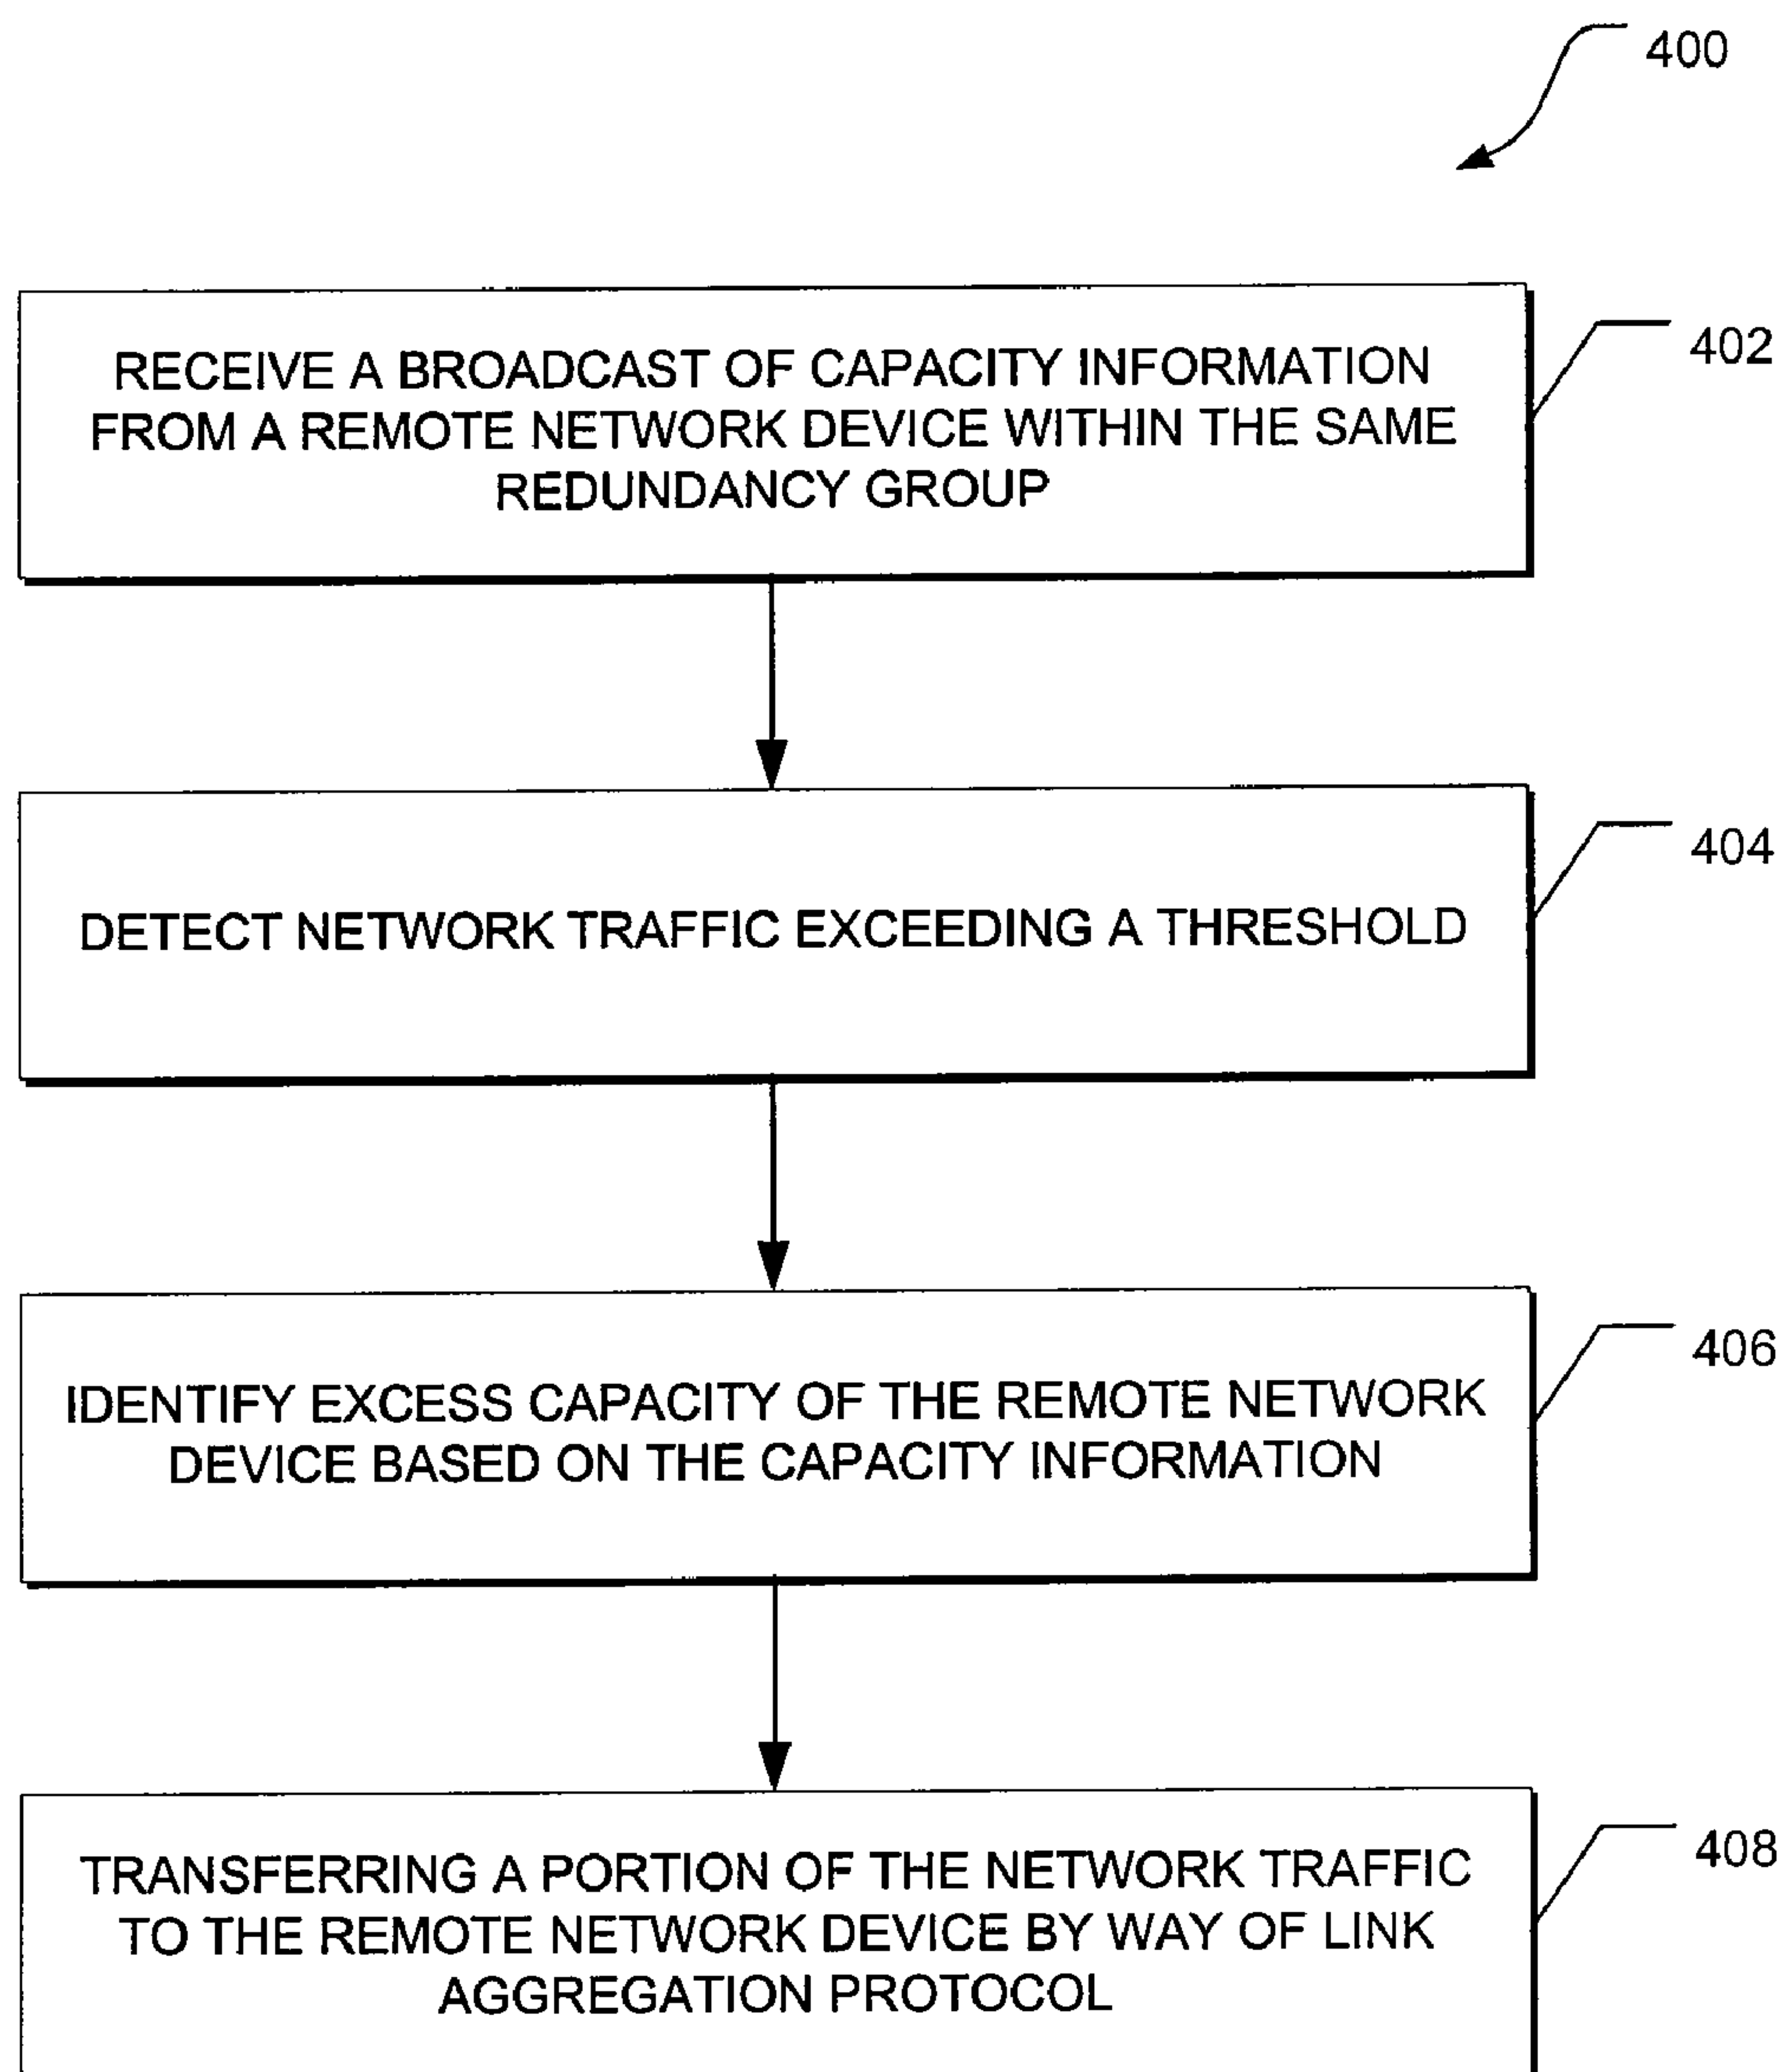 400
RECEIVE A BROADCAST OF CAPACITY INFORMATION
FROM A REMOTE NETWORK DEVICE WITHIN THE SAME
REDUNDANCY GROUP
402
DETECT NETWORK TRAFFIC EXCEEDING A THRESHOLD
404
IDENTIFY EXCESS CAPACITY OF THE REMOTE NETWORK
DEVICE BASED ON THE CAPACITY INFORMATION
406
TRANSFERRING A PORTION OF THE NETWORK TRAFFIC
TO THE REMOTE NETWORK DEVICE BY WAY OF LINK
AGGREGATION PROTOCOL
408